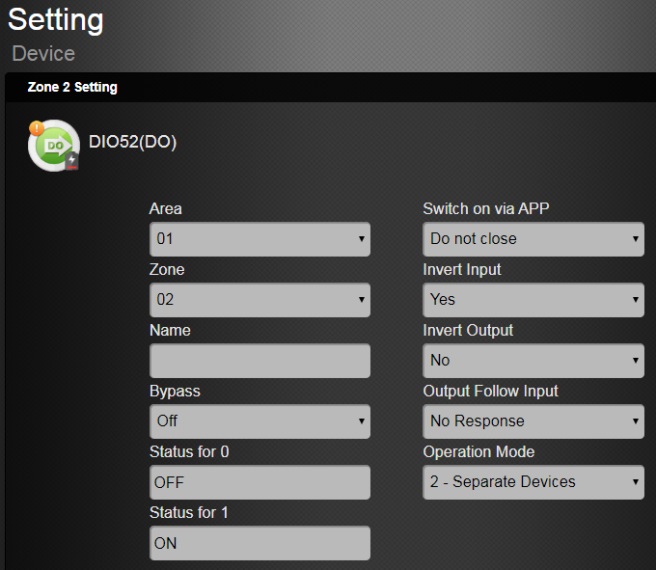 Setting
Device
Zone 2 Setting
DO
DIO52(DO)
Area
01
Zone
02
Name
Bypass
Off
Status for 0
OFF
Status for 1
ON
Switch on via APP
Do not close
Invert Input
Yes
Invert Output
No
Output Follow Input
No Response
Operation Mode
2 - Separate Devices